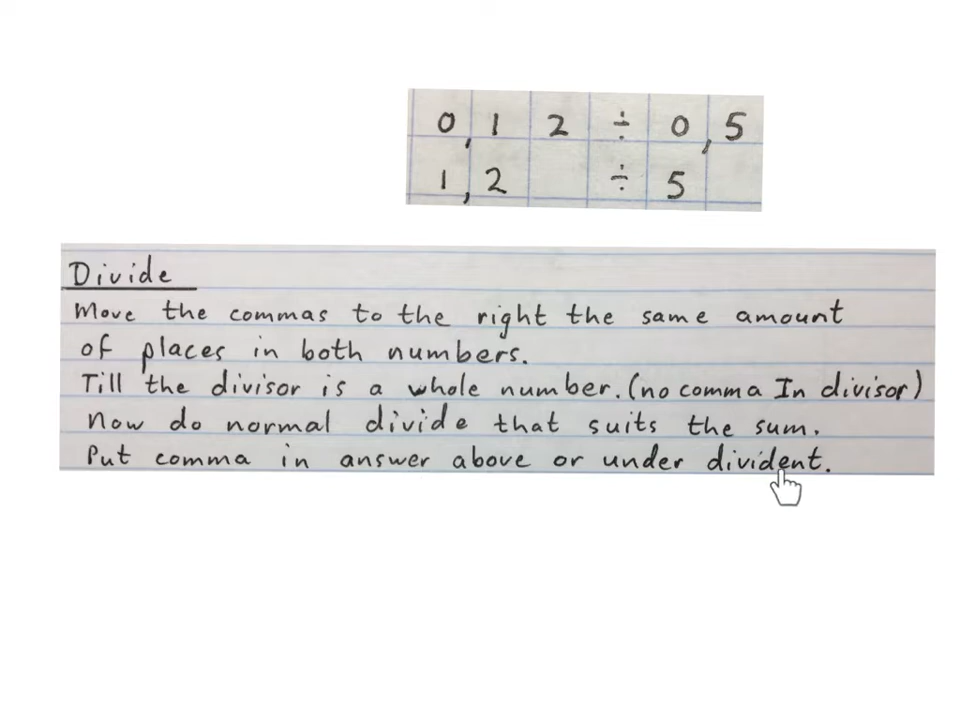 0,12 ÷ 0,5
1,2 ÷ 5
Divide
Move the commas to the right the same amount
of places in both numbers.
Till the divisor is a whole number. (no comma In divisor)
Now do normal divide that suits the sum.
Put comma in answer above or under divident.